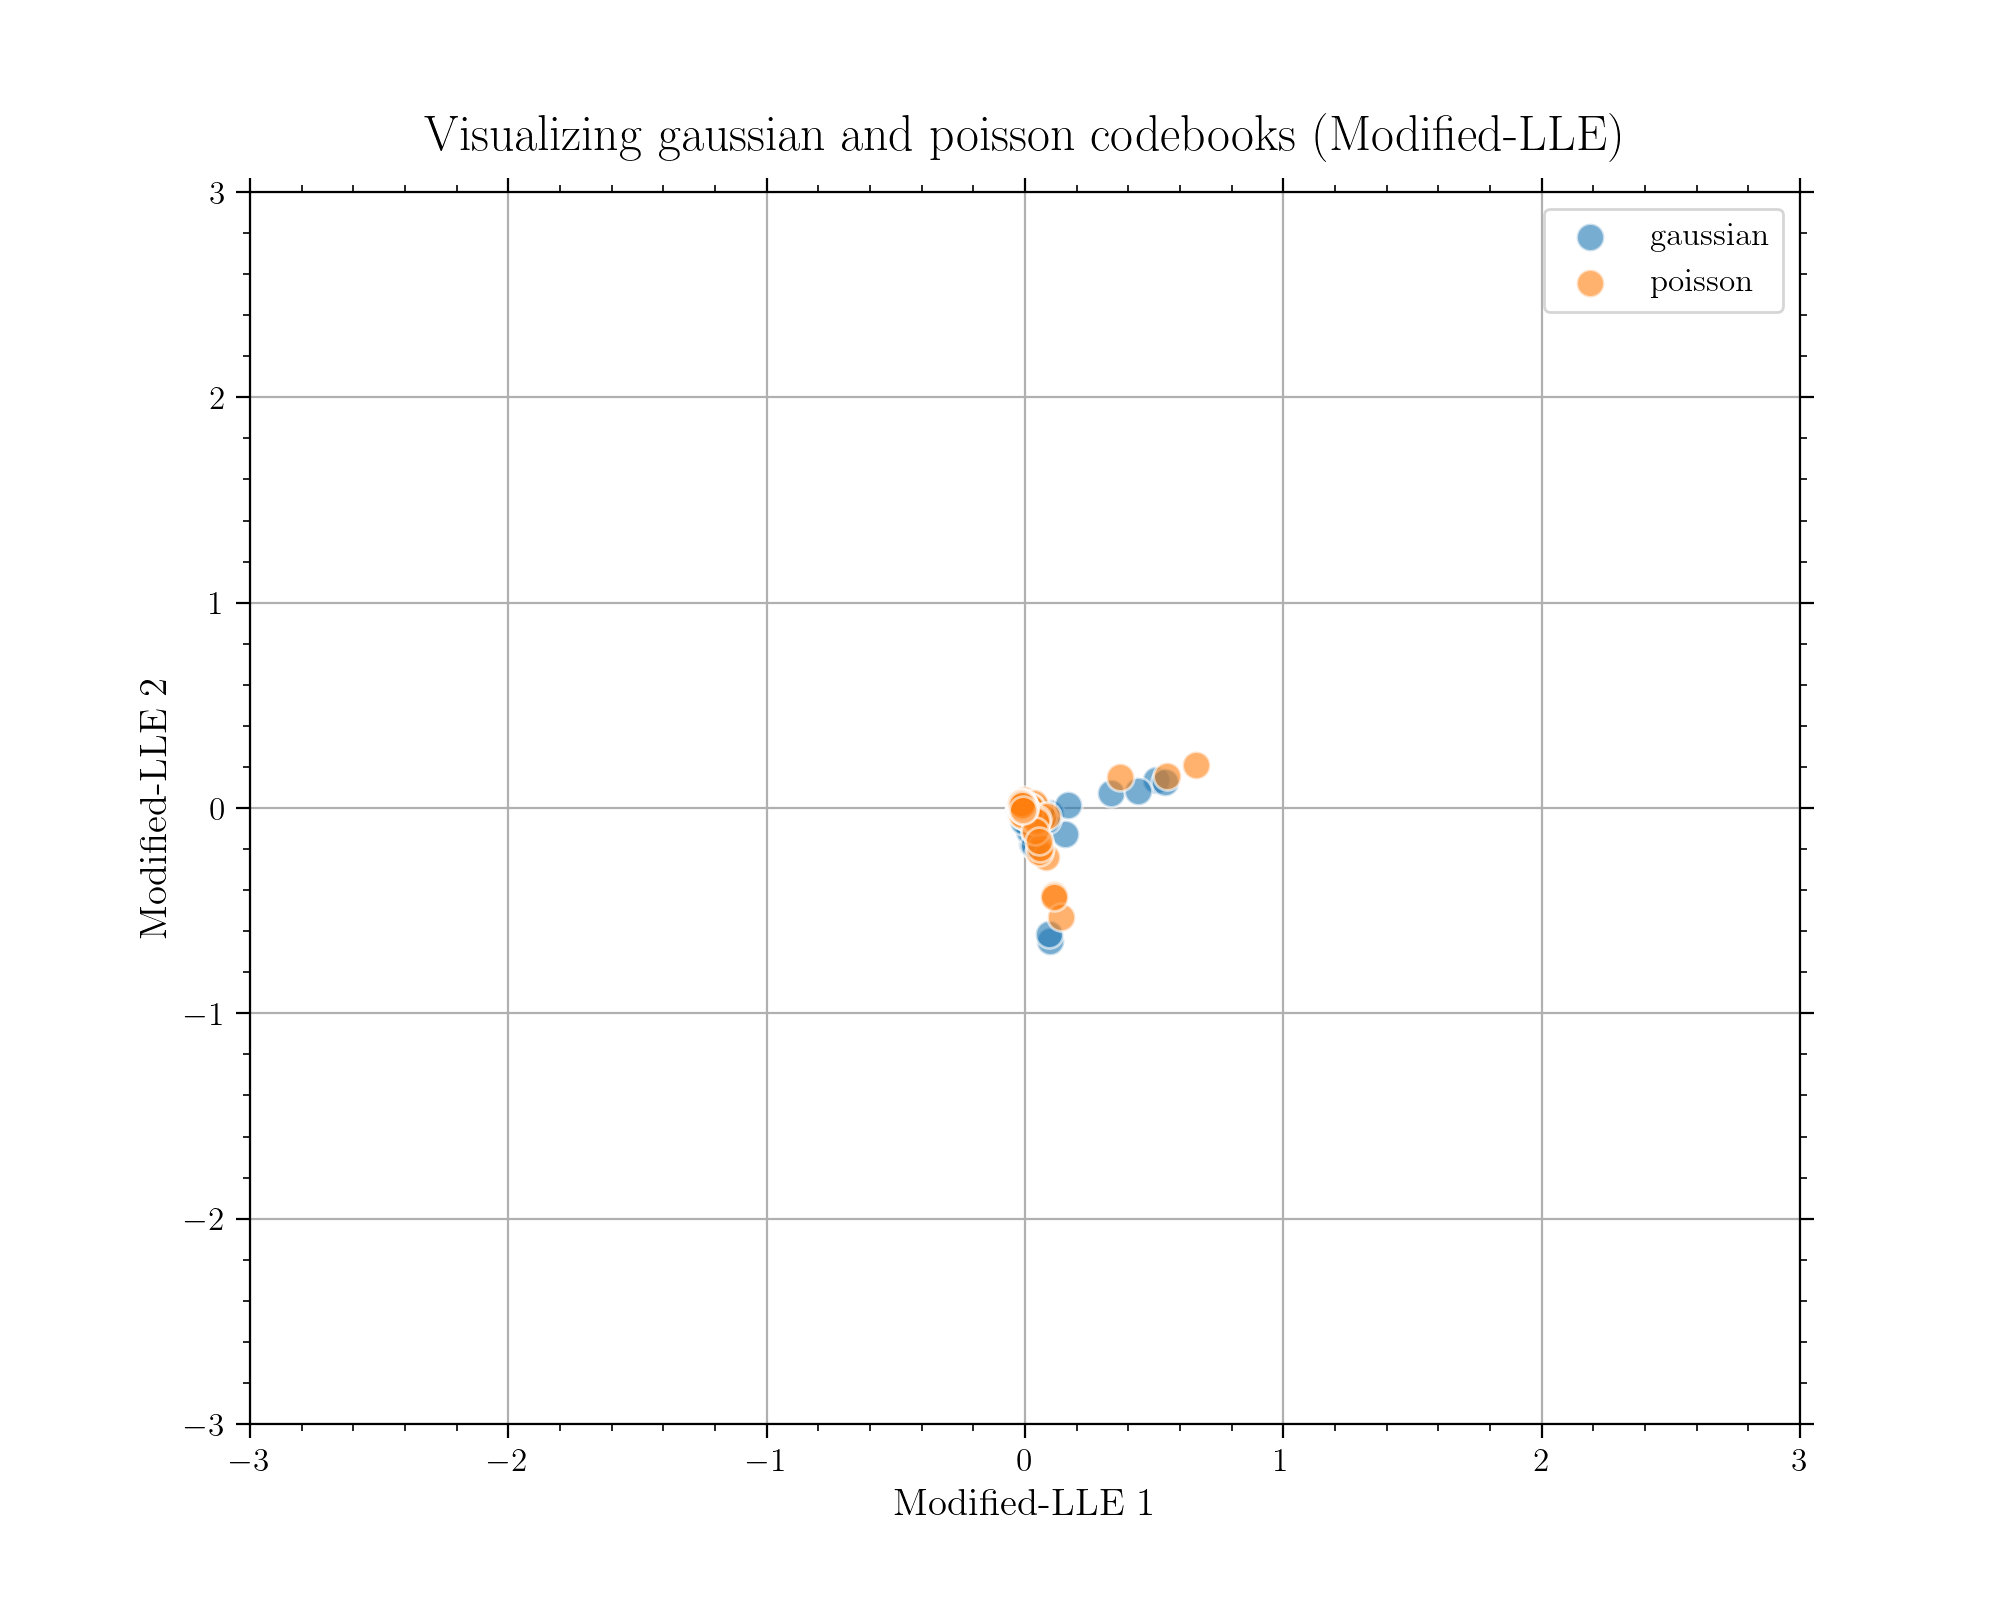 Visualizing gaussian and poisson codebooks (Modified-LLE)
gaussian
poisson
3
2
1
0
−1
−2
−3
Modified-LLE 2
−3
−2
−1
0
1
2
3
Modified-LLE 1